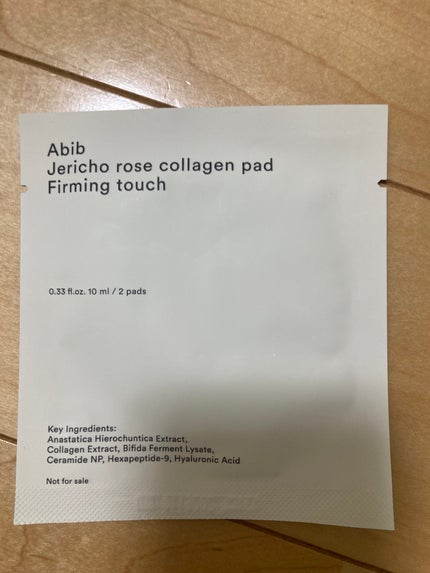 Abib
Jericho rose collagen pad
Firming touch
0.33 fl.oz. 10 ml / 2 pads
Key Ingredients:
Anastatica Hierochuntica Extract,
Collagen Extract, Bifida Ferment Lysate,
Ceramide NP, Hexapeptide-9, Hyaluronic Acid
Not for sale